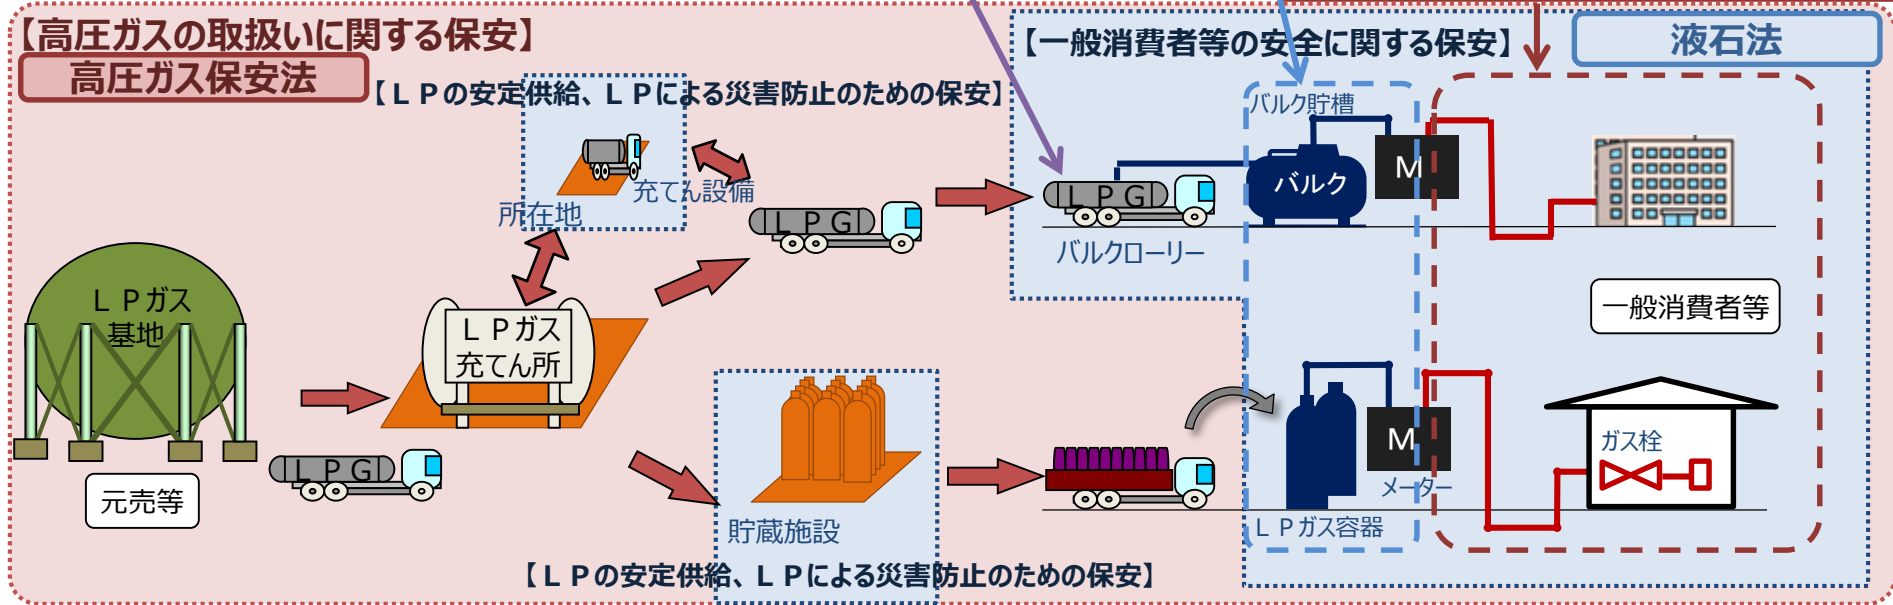 【高圧ガスの取扱いに関する保安】
高圧ガス保安法
【ＬＰの安定供給、ＬＰによる災害防止のための保安】
【一般消費者等の安全に関する保安】
液石法
バルク貯槽
バルク
M
ＬＰＧ
バルクローリー
充てん設備
所在地
ＬＰＧ
ＬＰガス
基地
ＬＰガス
充てん所
一般消費者等
ＬＰＧ
元売等
貯蔵施設
M
メーター
ＬＰガス容器
ガス栓
【ＬＰの安定供給、ＬＰによる災害防止のための保安】